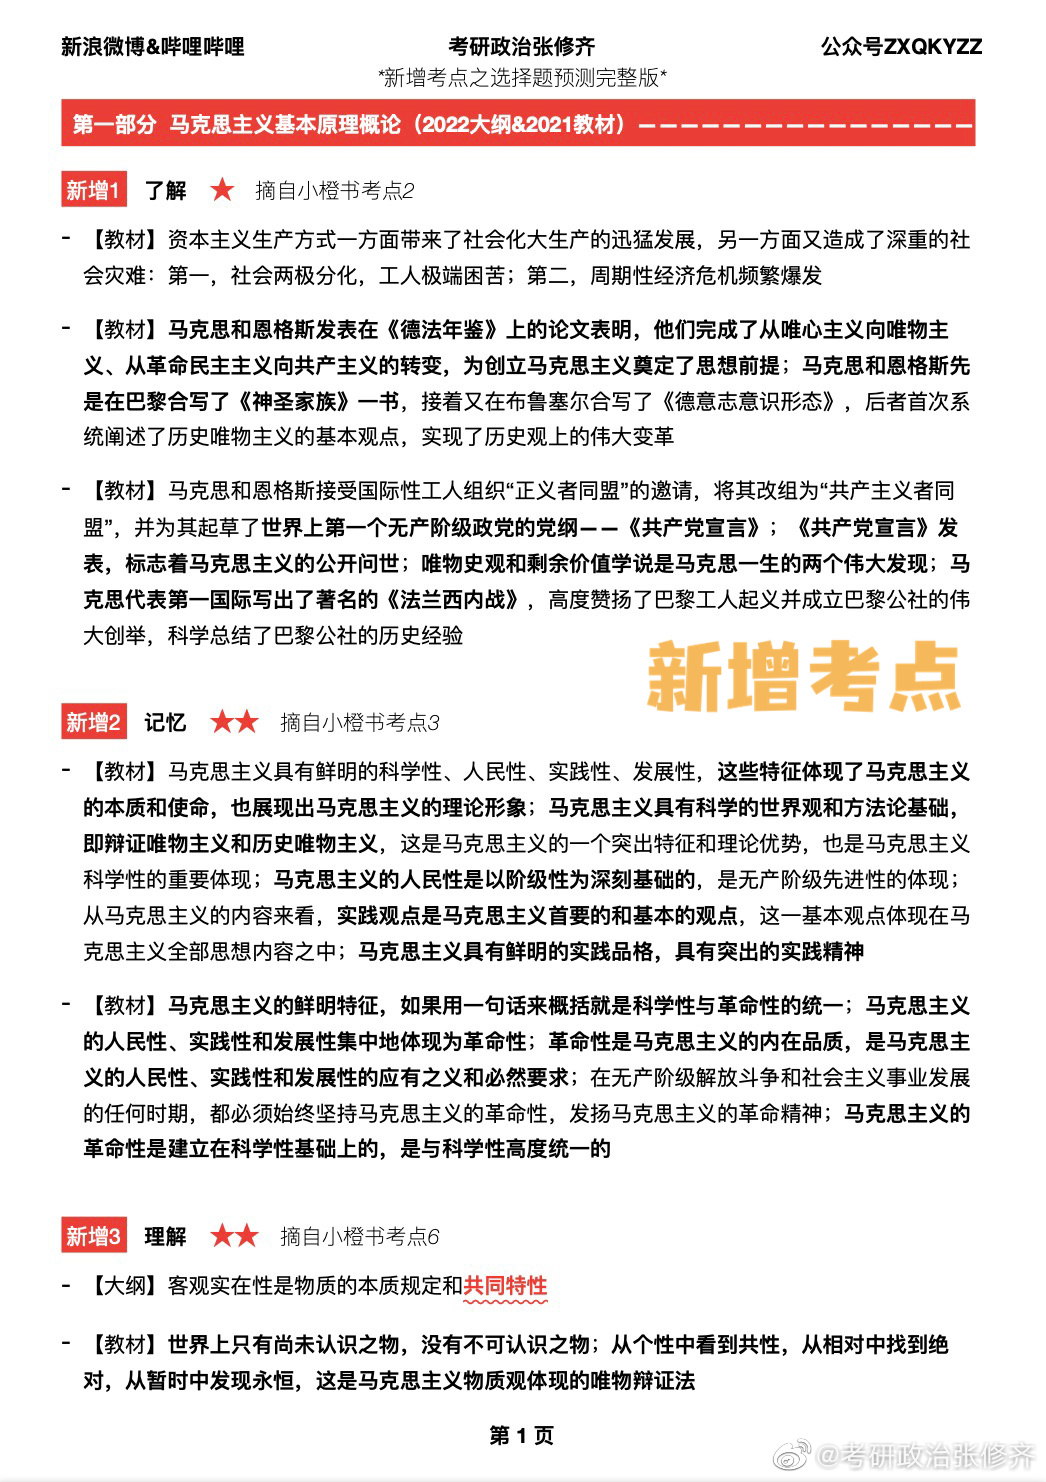 新浪微博&哔哩哔哩 考研政治张修齐 公众号ZXQKYZZ
*新增考点之选择题预测完整版*
第一部分 马克思主义基本原理概论（2022大纲&2021教材）————————————————
新增1 了解 ★ 摘自小橙书考点2
- 【教材】资本主义生产方式一方面带来了社会化大生产的迅猛发展，另一方面又造成了深重的社
会灾难：第一，社会两极分化，工人极端困苦；第二，周期性经济危机频繁爆发
- 【教材】马克思和恩格斯发表在《德法年鉴》上的论文表明，他们完成了从唯心主义向唯物主
义、从革命民主主义向共产主义的转变，为创立马克思主义奠定了思想前提；马克思和恩格斯先
是在巴黎合写了《神圣家族》一书，接着又在布鲁塞尔合写了《德意志意识形态》，后者首次系
统阐述了历史唯物主义的基本观点，实现了历史观上的伟大变革
- 【教材】马克思和恩格斯接受国际性工人组织“正义者同盟”的邀请，将其改组为“共产主义者同
盟”，并为其起草了世界上第一个无产阶级政党的党纲——《共产党宣言》；《共产党宣言》发
表，标志着马克思主义的公开问世；唯物史观和剩余价值学说是马克思一生的两个伟大发现；马
克思代表第一国际写出了著名的《法兰西内战》，高度赞扬了巴黎工人起义并成立巴黎公社的伟
大创举，科学总结了巴黎公社的历史经验
新增考点
新增2 记忆 ★★ 摘自小橙书考点3
- 【教材】马克思主义具有鲜明的科学性、人民性、实践性、发展性，这些特征体现了马克思主义
的本质和使命，也展现出马克思主义的理论形象；马克思主义具有科学的世界观和方法论基础，
即辩证唯物主义和历史唯物主义，这是马克思主义的一个突出特征和理论优势，也是马克思主义
科学性的重要体现；马克思主义的人民性是以阶级性为深刻基础的，是无产阶级先进性的体现；
从马克思主义的内容来看，实践观点是马克思主义首要的和基本的观点，这一基本观点体现在马
克思主义全部思想内容之中；马克思主义具有鲜明的实践品格，具有突出的实践精神
- 【教材】马克思主义的鲜明特征，如果用一句话来概括就是科学性与革命性的统一；马克思主义
的人民性、实践性和发展性集中地体现为革命性；革命性是马克思主义的内在品质，是马克思主
义的人民性、实践性和发展性的应有之义和必然要求；在无产阶级解放斗争和社会主义事业发展
的任何时期，都必须始终坚持马克思主义的革命性，发扬马克思主义的革命精神；马克思主义的
革命性是建立在科学性基础上的，是与科学性高度统一的
新增3 理解 ★★ 摘自小橙书考点6
- 【大纲】客观实在性是物质的本质规定和共同特性
- 【教材】世界上只有尚未认识之物，没有不可认识之物；从个性中看到共性，从相对中找到绝
对，从暂时中发现永恒，这是马克思主义物质观体现的唯物辩证法
第 1 页
@考研政治张修齐